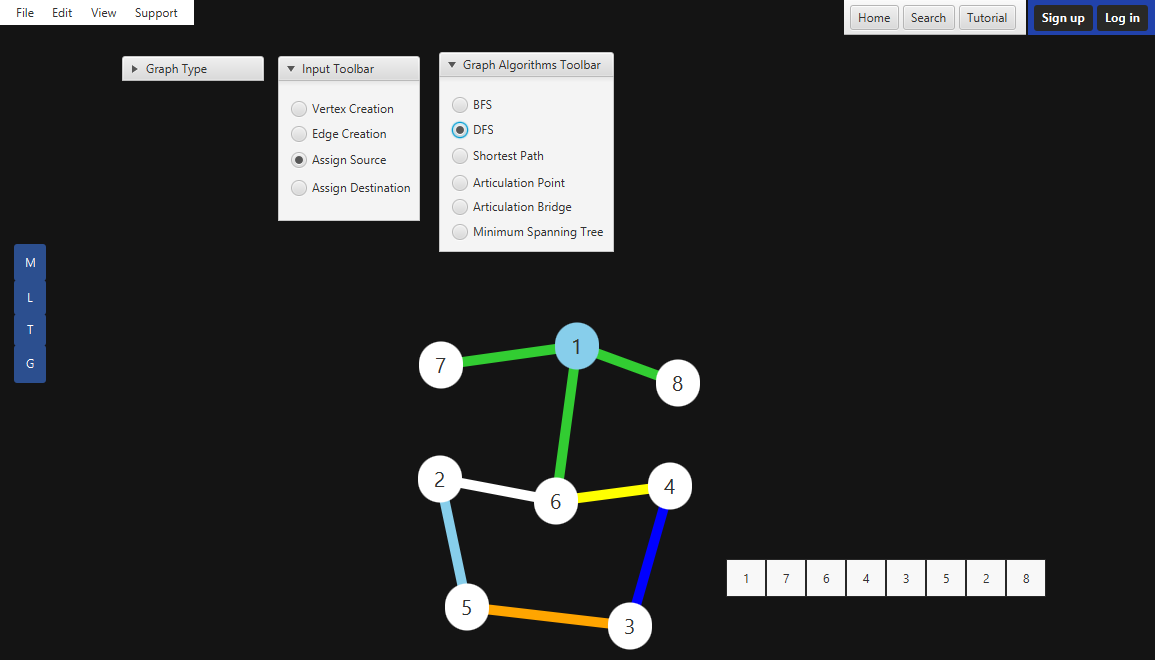 File Edit View Support
Home Search Tutorial Sign up Log in
Graph Type
Input Toolbar
Vertex Creation
Edge Creation
Assign Source
Assign Destination
Graph Algorithms Toolbar
BFS
DFS
Shortest Path
Articulation Point
Articulation Bridge
Minimum Spanning Tree
M
L
T
G
1
7
8
2
6
4
5
3
1 7 6 4 3 5 2 8